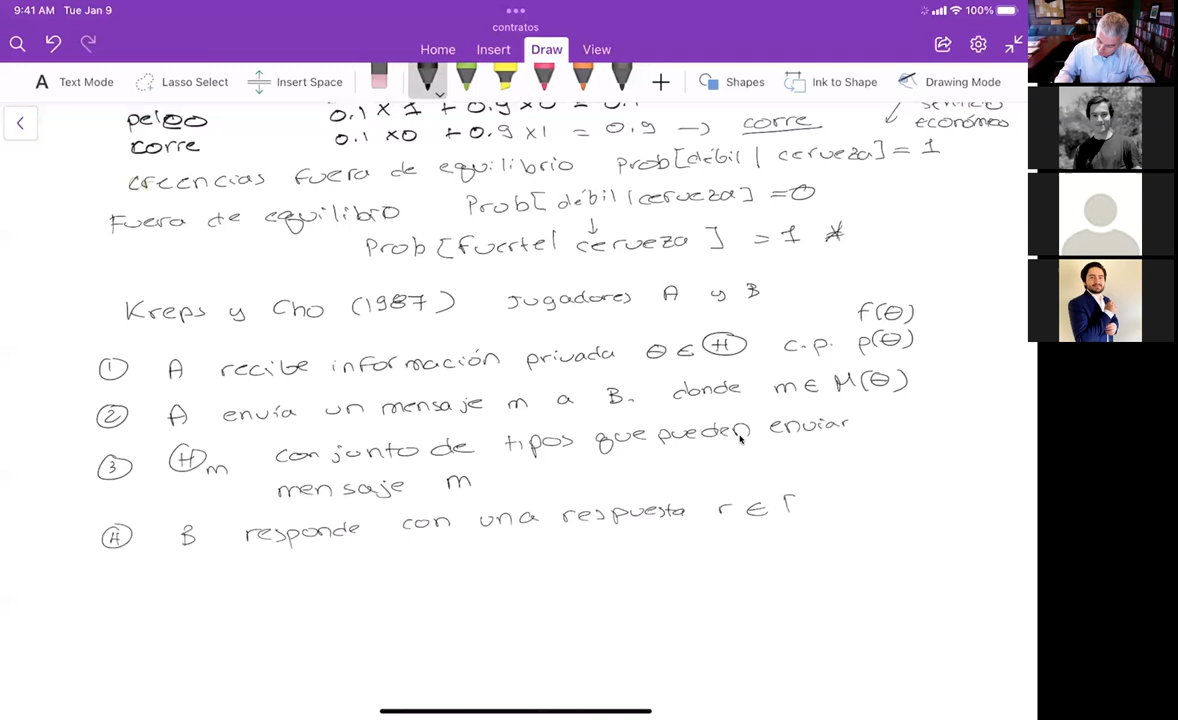 9:41 AM Tue Jan 9
100%
contratos
Home Insert Draw View
A Text Mode Lasso Select Insert Space Shapes Ink to Shape Drawing Mode
0.1 x 1 + 0.9 x 0 =
peleo
corre 0.1 x 0 + 0.9 x 1 = 0.9 → corre
económico
creencias fuera de equilibrio Prob[débil | cerveza] = 1
Fuera de equilibrio Prob[débil | cerveza] = 0
↓
Prob [fuerte | cerveza ] = 1 *
Kreps y Cho (1987) Jugadores A y B
f(θ)
① A recibe información privada θ ∈ Ⓗ c.p. p(θ)
② A envía un mensaje m a B. donde m ∈ M(θ)
③ Ⓗm conjunto de tipos que pueden enviar
mensaje m
④ B responde con una respuesta r ∈